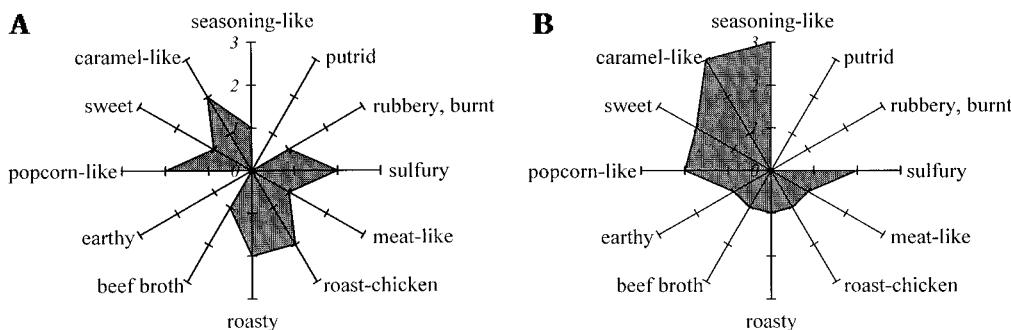 A
seasoning-like
caramel-like
putrid
sweet
rubbery, burnt
popcorn-like
sulfury
earthy
meat-like
beef broth
roast-chicken
roasty
3
2
1
0
B
seasoning-like
caramel-like
putrid
sweet
rubbery, burnt
popcorn-like
sulfury
earthy
meat-like
beef broth
roast-chicken
roasty
3
2